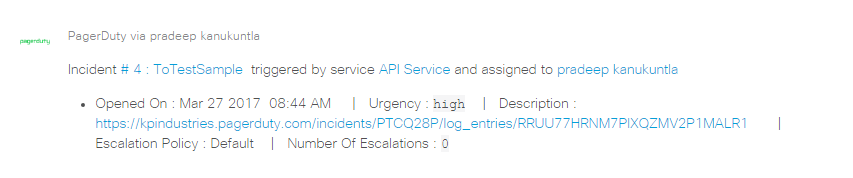 pagerduty
PagerDuty via pradeep kanukuntla
Incident # 4 : ToTestSample triggered by service API Service and assigned to pradeep kanukuntla
• Opened On : Mar 27 2017 08:44 AM | Urgency : high | Description :
https://kpindustries.pagerduty.com/incidents/PTCQ28P/log_entries/RRUU77HRNM7PIXQZMV2P1MALR1 |
Escalation Policy : Default | Number Of Escalations : 0